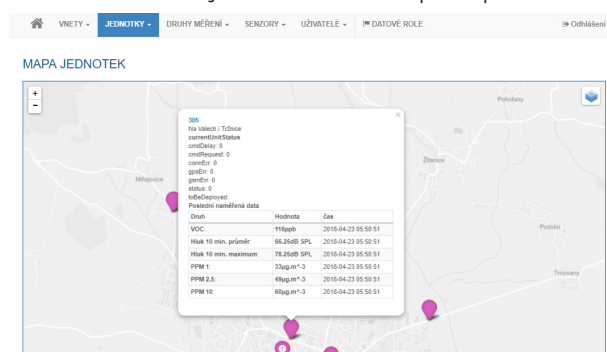 VNETY
JEDNOTKY
DRUHY MĚŘENÍ
SENZORY
UŽIVATELÉ
DATOVÉ ROLE
Odhlášení
MAPA JEDNOTEK
+
-
305
Na Valech / Tržnice
currentUnitStatus
cmdDelay: 0
cmdRequest: 0
connErr: 0
gpsErr: 0
gsmErr: 0
status: 0
toBeDeployed:
Poslední naměřená data
Druh Hodnota čas
VOC: 116ppb 2018-04-23 05:50:51
Hluk 10 min. průměr: 66.25dB SPL 2018-04-23 05:50:51
Hluk 10 min. maximum: 78.25dB SPL 2018-04-23 05:50:51
PPM 1: 33µg.m^-3 2018-04-23 05:50:51
PPM 2.5: 49µg.m^-3 2018-04-23 05:50:51
PPM 10: 60µg.m^-3 2018-04-23 05:50:51
×
Pohořany
Žitenice
Miřejovice
Podviní
Trnovany